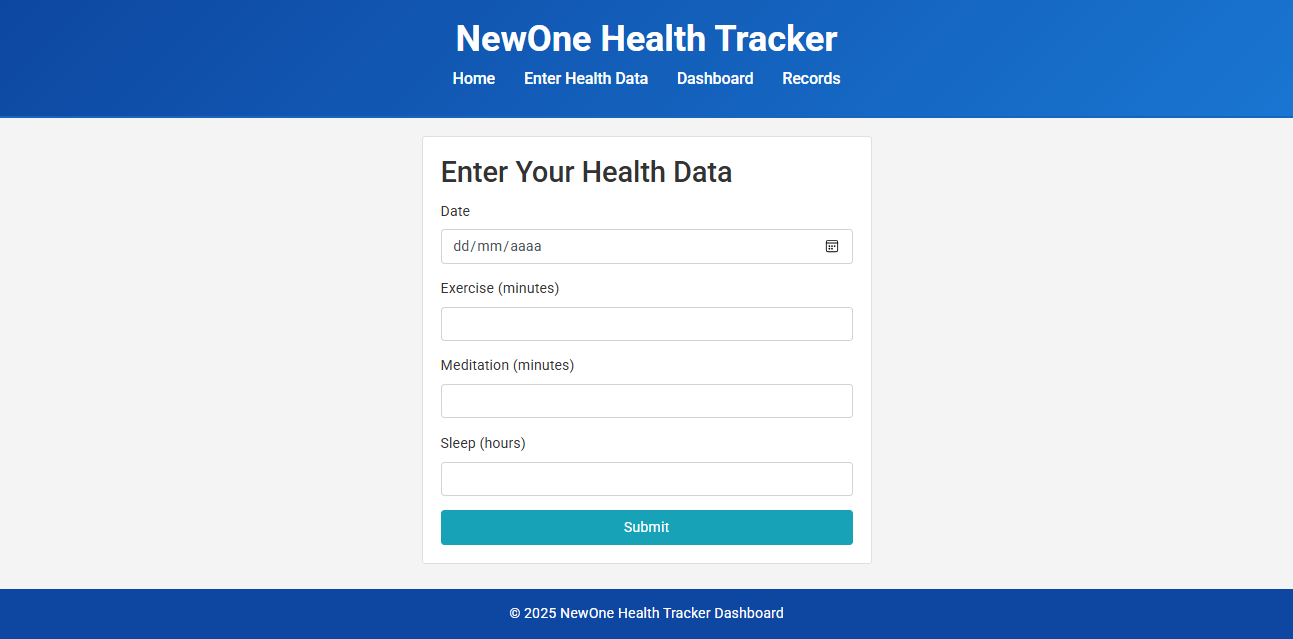 NewOne Health Tracker
Home Enter Health Data Dashboard Records
Enter Your Health Data
Date
dd/mm/aaaa
Exercise (minutes)
Meditation (minutes)
Sleep (hours)
Submit
© 2025 NewOne Health Tracker Dashboard